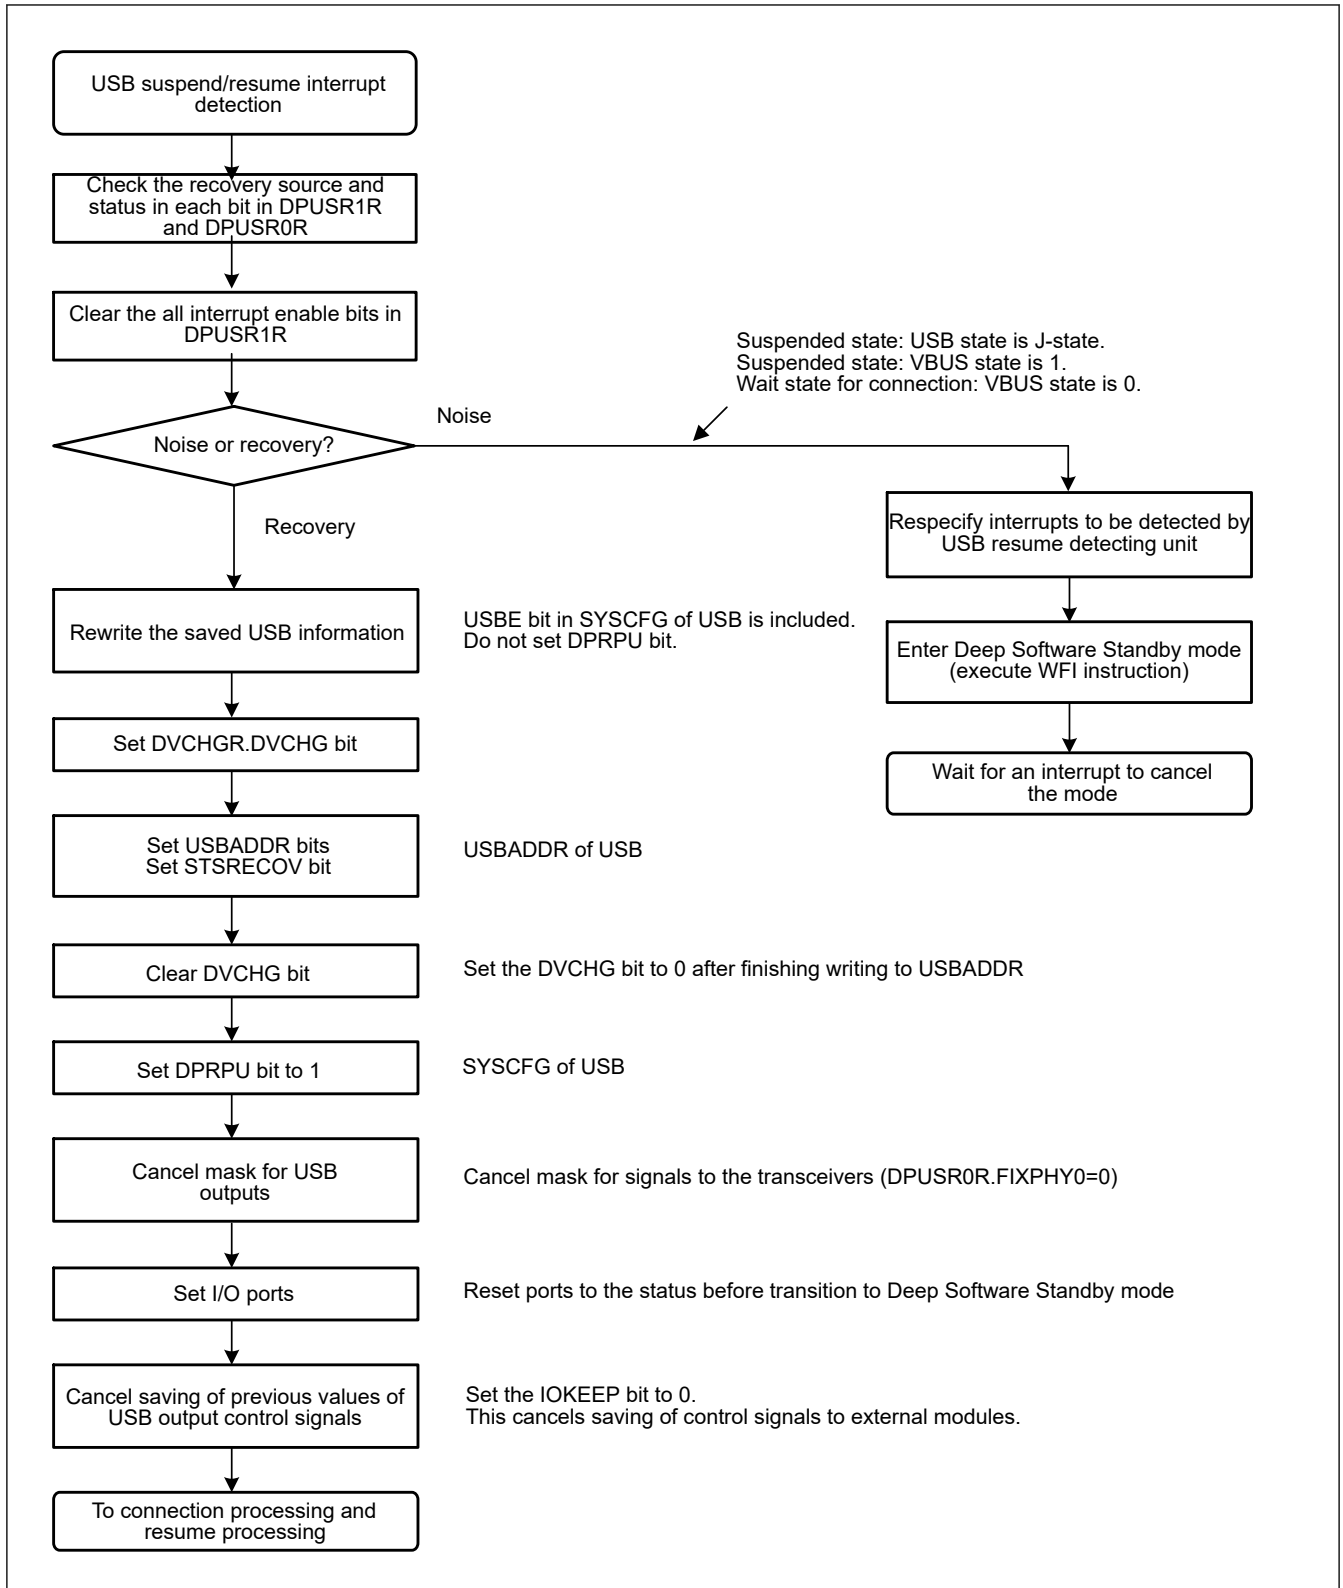 USB suspend/resume interrupt
detection
Check the recovery source and
status in each bit in DPUSR1R
and DPUSR0R
Clear the all interrupt enable bits in
DPUSR1R
Suspended state: USB state is J-state.
Suspended state: VBUS state is 1.
Wait state for connection: VBUS state is 0.
Noise
Noise or recovery?
Recovery
Respecify interrupts to be detected by
USB resume detecting unit
Enter Deep Software Standby mode
(execute WFI instruction)
Wait for an interrupt to cancel
the mode
Rewrite the saved USB information
USBE bit in SYSCFG of USB is included.
Do not set DPRPU bit.
Set DVCHGR.DVCHG bit
Set USBADDR bits
Set STSRECOV bit
USBADDR of USB
Clear DVCHG bit
Set the DVCHG bit to 0 after finishing writing to USBADDR
Set DPRPU bit to 1
SYSCFG of USB
Cancel mask for USB
outputs
Cancel mask for signals to the transceivers (DPUSR0R.FIXPHY0=0)
Set I/O ports
Reset ports to the status before transition to Deep Software Standby mode
Cancel saving of previous values of
USB output control signals
Set the IOKEEP bit to 0.
This cancels saving of control signals to external modules.
To connection processing and
resume processing